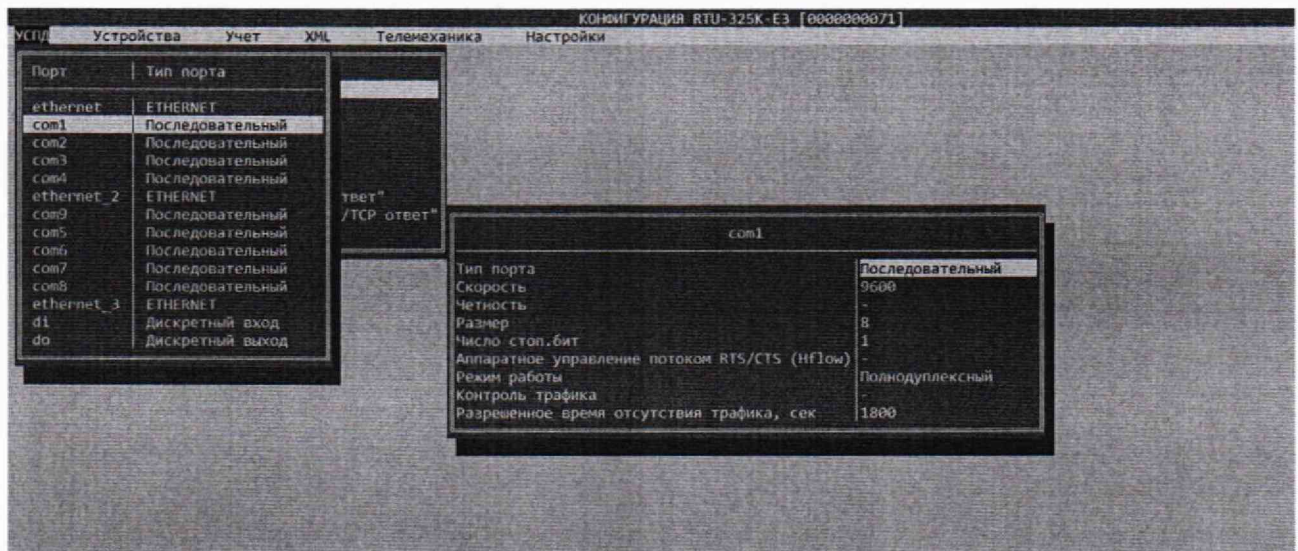 КОНФИГУРАЦИЯ RTU-325K-E3 [0000000071]
УСПД Устройства Учет XML Телемеханика Настройки
Порт Тип порта
ethernet ETHERNET
com1 Последовательный
com2 Последовательный
com3 Последовательный
com4 Последовательный
ethernet_2 ETHERNET
com9 Последовательный
com5 Последовательный
com6 Последовательный
com7 Последовательный
com8 Последовательный
ethernet_3 ETHERNET
di Дискретный вход
do Дискретный выход
твет"
/TCP ответ"
com1
Тип порта Последовательный
Скорость 9600
Четность -
Размер 8
Число стоп.бит 1
Аппаратное управление потоком RTS/CTS (Hflow) -
Режим работы Полнодуплексный
Контроль трафика -
Разрешенное время отсутствия трафика, сек 1800